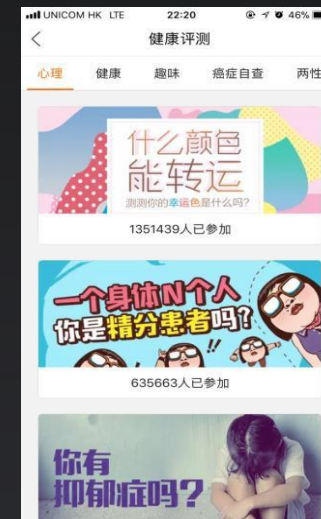 UNICOM HK LTE 22:20 46%
健康评测
心理 健康 趣味 癌症自查 两性
什么颜色
能转运
测测你的幸运色是什么吗?
1351439人已参加
一个身体N个人
你是精分患者吗?
635663人已参加
你有
抑郁症吗?